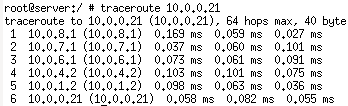 root@server:/ # traceroute 10.0.0.21
traceroute to 10.0.0.21 (10.0.0.21), 64 hops max, 40 byte
1 10.0.8.1 (10.0.8.1) 0.169 ms 0.059 ms 0.027 ms
2 10.0.7.1 (10.0.7.1) 0.037 ms 0.060 ms 0.101 ms
3 10.0.6.1 (10.0.6.1) 0.073 ms 0.061 ms 0.091 ms
4 10.0.4.2 (10.0.4.2) 0.103 ms 0.101 ms 0.075 ms
5 10.0.1.2 (10.0.1.2) 0.098 ms 0.063 ms 0.036 ms
6 10.0.0.21 (10.0.0.21) 0.058 ms 0.082 ms 0.055 ms